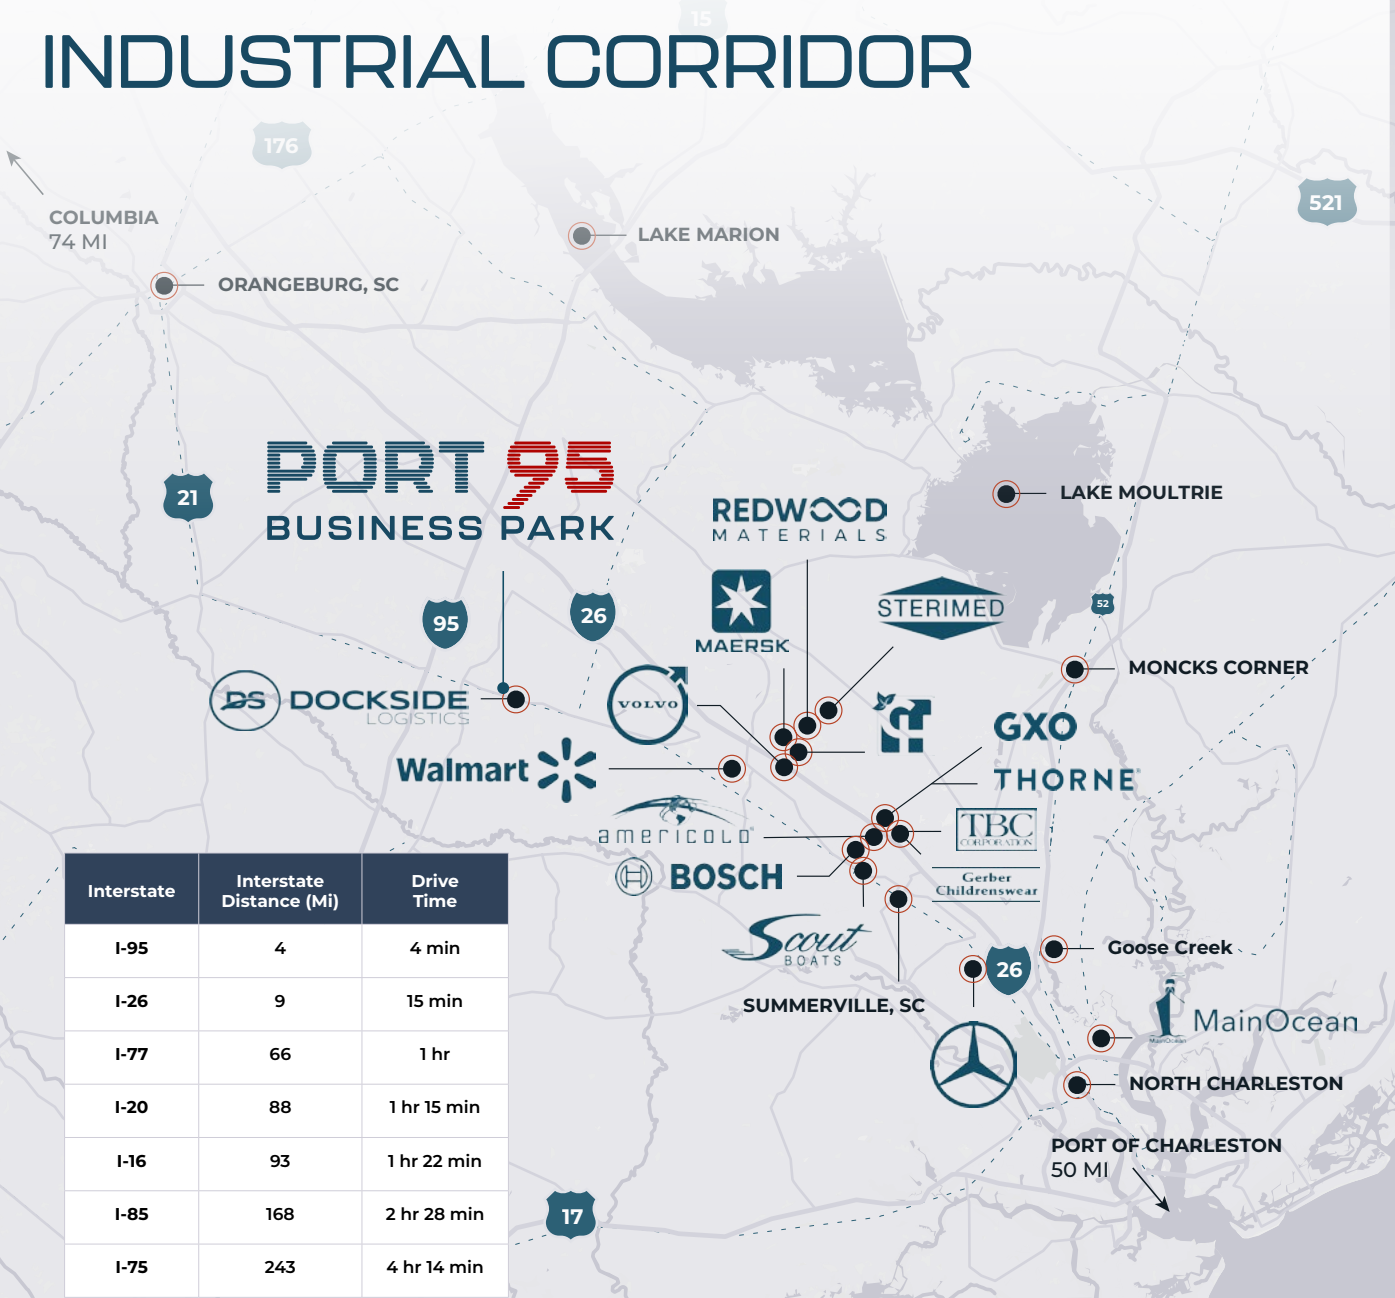 15
INDUSTRIAL CORRIDOR
176
521
COLUMBIA
74 MI
LAKE MARION
ORANGEBURG, SC
PORT 95
BUSINESS PARK
21
REDWOOD
MATERIALS
LAKE MOULTRIE
95
26
MAERSK
STERIMED
52
MONCKS CORNER
DS DOCKSIDE
LOGISTICS
VOLVO
GXO
Walmart
THORNE
americold
TBC
CORPORATION
BOSCH
Gerber
Childrenswear
Scout
BOATS
Goose Creek
26
SUMMERVILLE, SC
MainOcean
MainOcean
NORTH CHARLESTON
PORT OF CHARLESTON
50 MI
17
Interstate Interstate Distance (Mi) Drive Time
I-95 4 4 min
I-26 9 15 min
I-77 66 1 hr
I-20 88 1 hr 15 min
I-16 93 1 hr 22 min
I-85 168 2 hr 28 min
I-75 243 4 hr 14 min